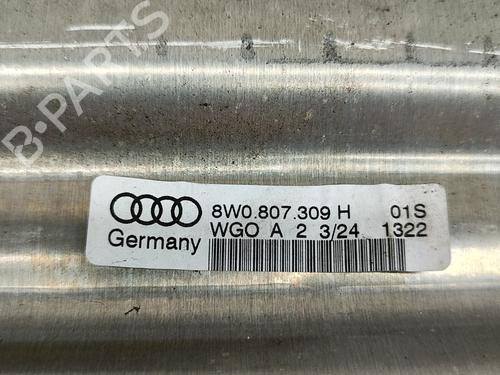 B-PARTS
8W0.807.309 H 01S
Germany WGO A 2 3/24 1322